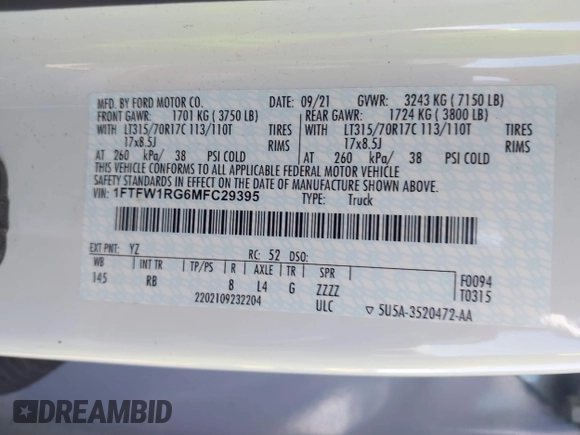 MFD. BY FORD MOTOR CO. 09/21 GVWR: 3243 KG ( 7150 LB)
FRONT GAWR: 1701 KG ( 3750 LB) REAR GAWR: 1724 KG ( 3800 LB)
WITH LT315/70R17C 113/110T TIRES WITH LT315/70R17C 113/110T TIRES
17x8.5J RIMS 17x8.5J RIMS
AT 260 kPa/ 38 PSI COLD AT 260 kPa/ 38 PSI COLD
THIS VEHICLE CONFORMS TO ALL APPLICABLE FEDERAL MOTOR VEHICLE
SAFETY STANDARDS IN EFFECT ON THE DATE OF MANUFACTURE SHOWN ABOVE.
VIN: 1FTFW1RG6MFC29395 TYPE: Truck
EXT PNT: YZ RC: 52 DSO:
WB INT TR TP/PS R AXLE TR SPR F0094
145 RB 8 L4 G ZZZZ T0315
2202109232204 ULC ▽ 5U5A-3520472-AA
DREAMBID